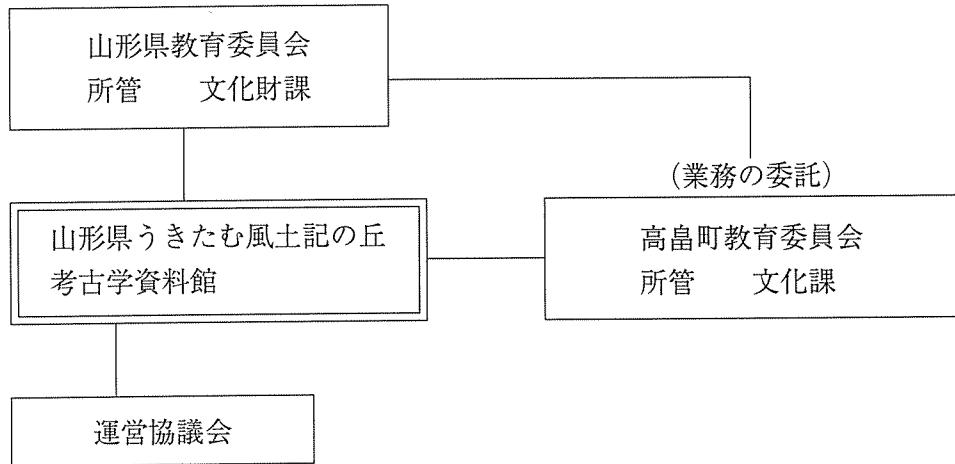 山形県教育委員会
所管　　文化財課
(業務の委託)
山形県うきたむ風土記の丘
考古学資料館
高畠町教育委員会
所管　　文化課
運営協議会